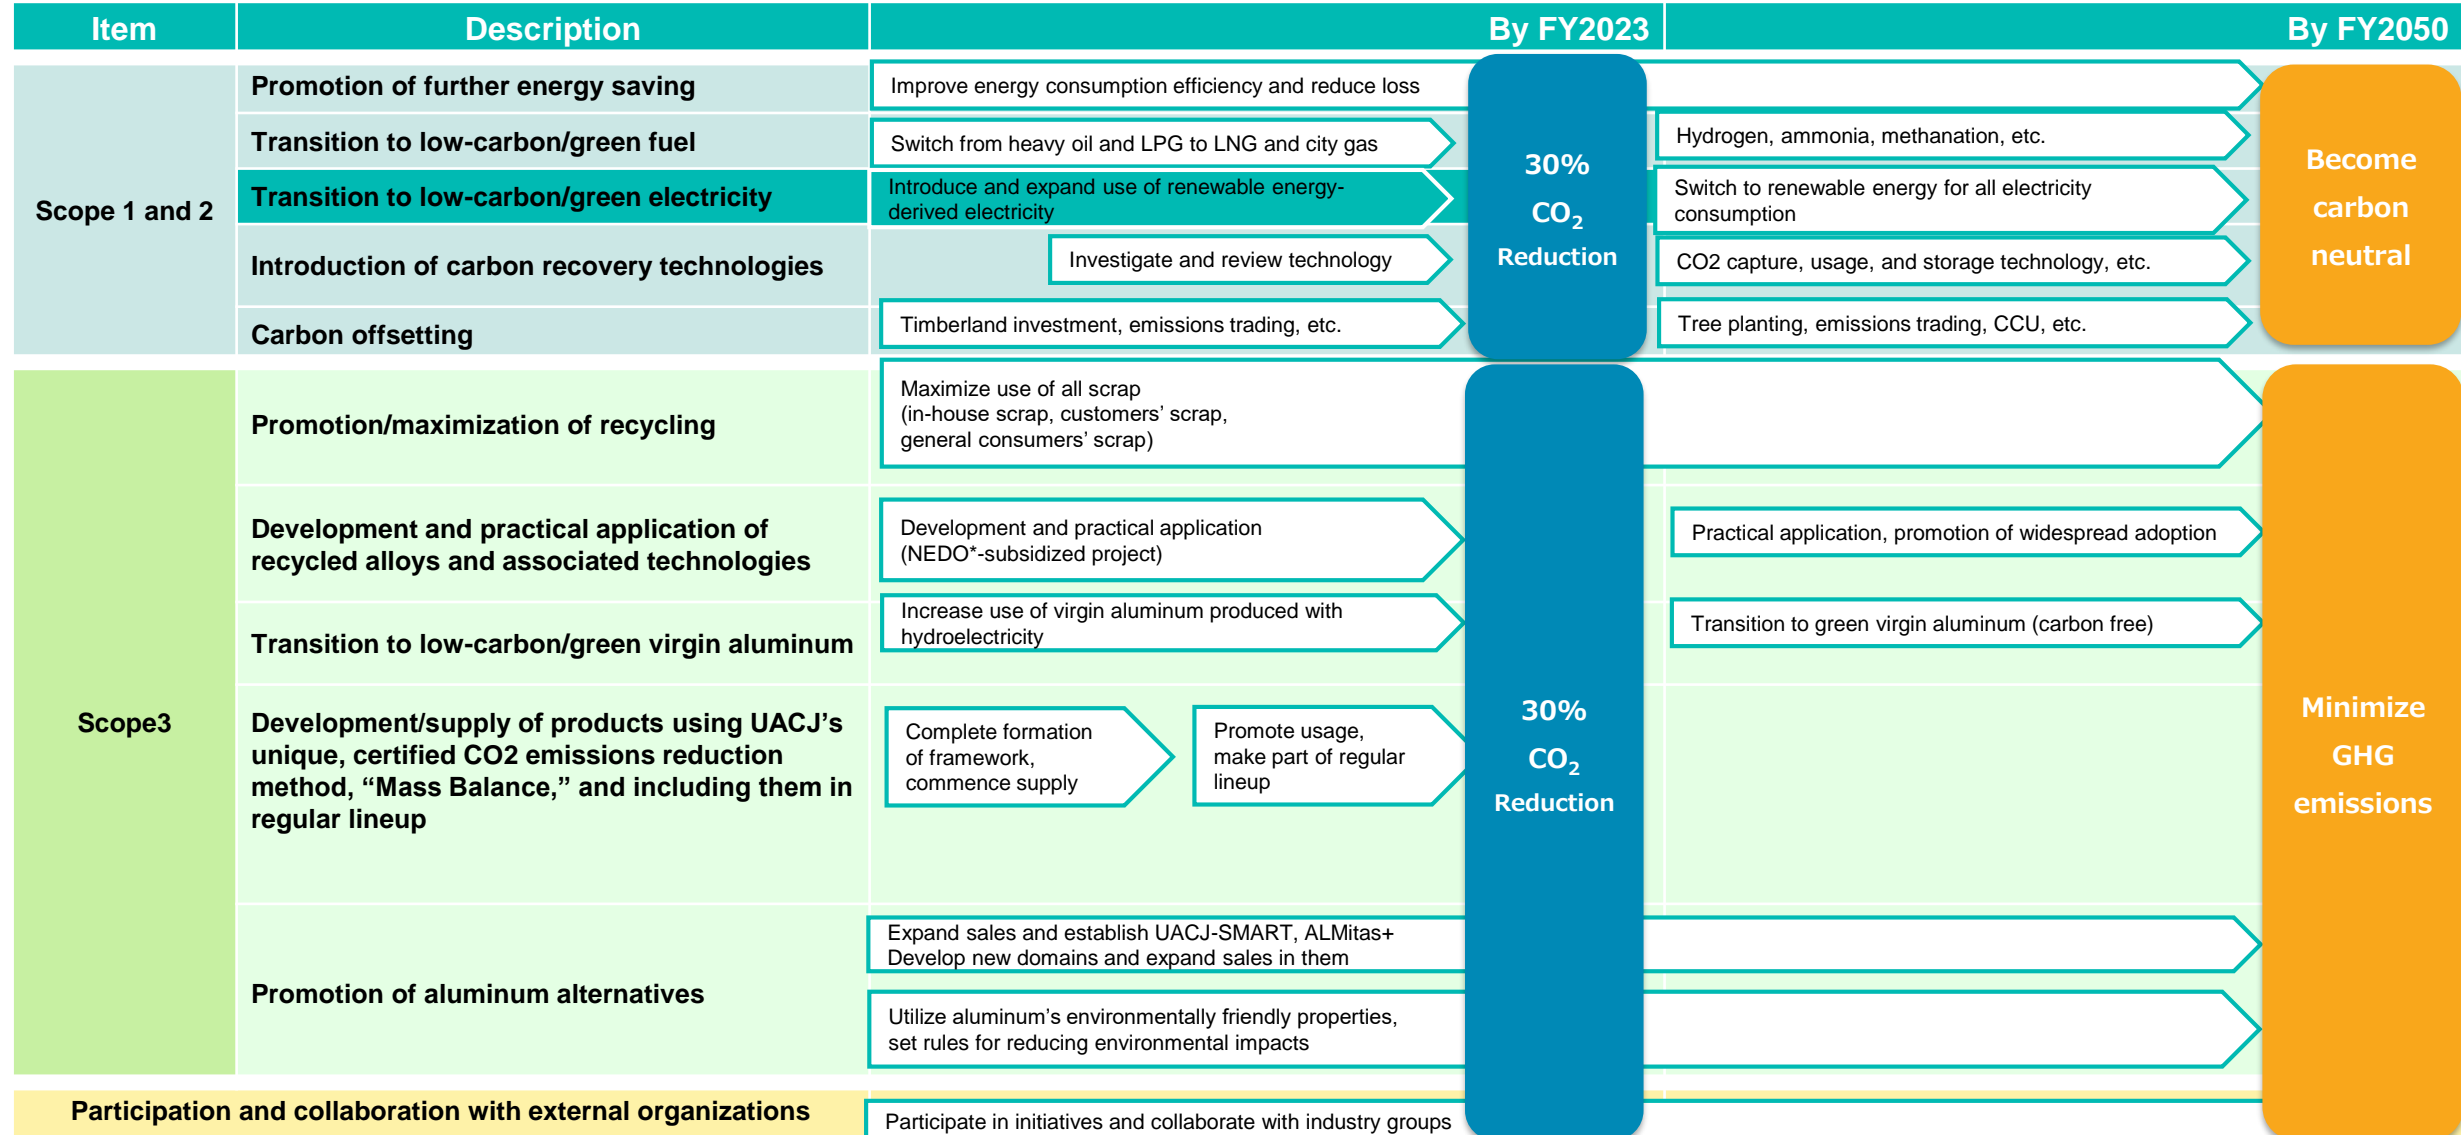 Item
Description
By FY2023
By FY2050
Scope 1 and 2
Promotion of further energy saving
Improve energy consumption efficiency and reduce loss
Transition to low-carbon/green fuel
Switch from heavy oil and LPG to LNG and city gas
Hydrogen, ammonia, methanation, etc.
Transition to low-carbon/green electricity
Introduce and expand use of renewable energy-
derived electricity
Switch to renewable energy for all electricity
consumption
Introduction of carbon recovery technologies
Investigate and review technology
CO2 capture, usage, and storage technology, etc.
Carbon offsetting
Timberland investment, emissions trading, etc.
Tree planting, emissions trading, CCU, etc.
30%
CO₂
Reduction
Become
carbon
neutral
Scope3
Promotion/maximization of recycling
Maximize use of all scrap
(in-house scrap, customers’ scrap,
general consumers’ scrap)
Development and practical application of
recycled alloys and associated technologies
Development and practical application
(NEDO*-subsidized project)
Practical application, promotion of widespread adoption
Transition to low-carbon/green virgin aluminum
Increase use of virgin aluminum produced with
hydroelectricity
Transition to green virgin aluminum (carbon free)
Development/supply of products using UACJ’s
unique, certified CO2 emissions reduction
method, “Mass Balance,” and including them in
regular lineup
Complete formation
of framework,
commence supply
Promote usage,
make part of regular
lineup
30%
CO₂
Reduction
Minimize
GHG
emissions
Promotion of aluminum alternatives
Expand sales and establish UACJ-SMART, ALMitas+
Develop new domains and expand sales in them
Utilize aluminum’s environmentally friendly properties,
set rules for reducing environmental impacts
Participation and collaboration with external organizations
Participate in initiatives and collaborate with industry groups